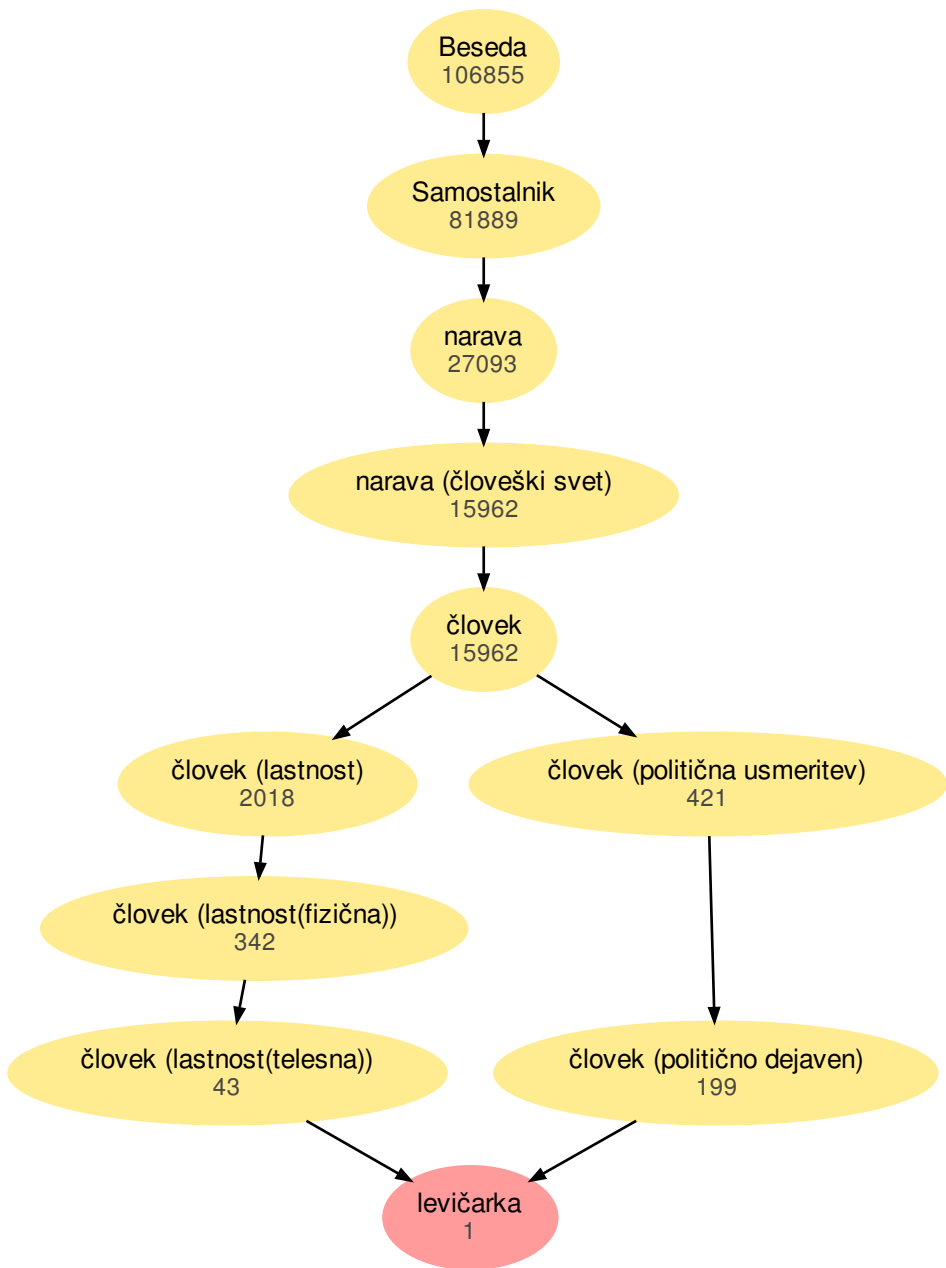 Beseda
106855
Samostalnik
81889
narava
27093
narava (človeški svet)
15962
človek
15962
človek (lastnost)
2018
človek (politična usmeritev)
421
človek (lastnost(fizična))
342
človek (lastnost(telesna))
43
človek (politično dejaven)
199
levičarka
1